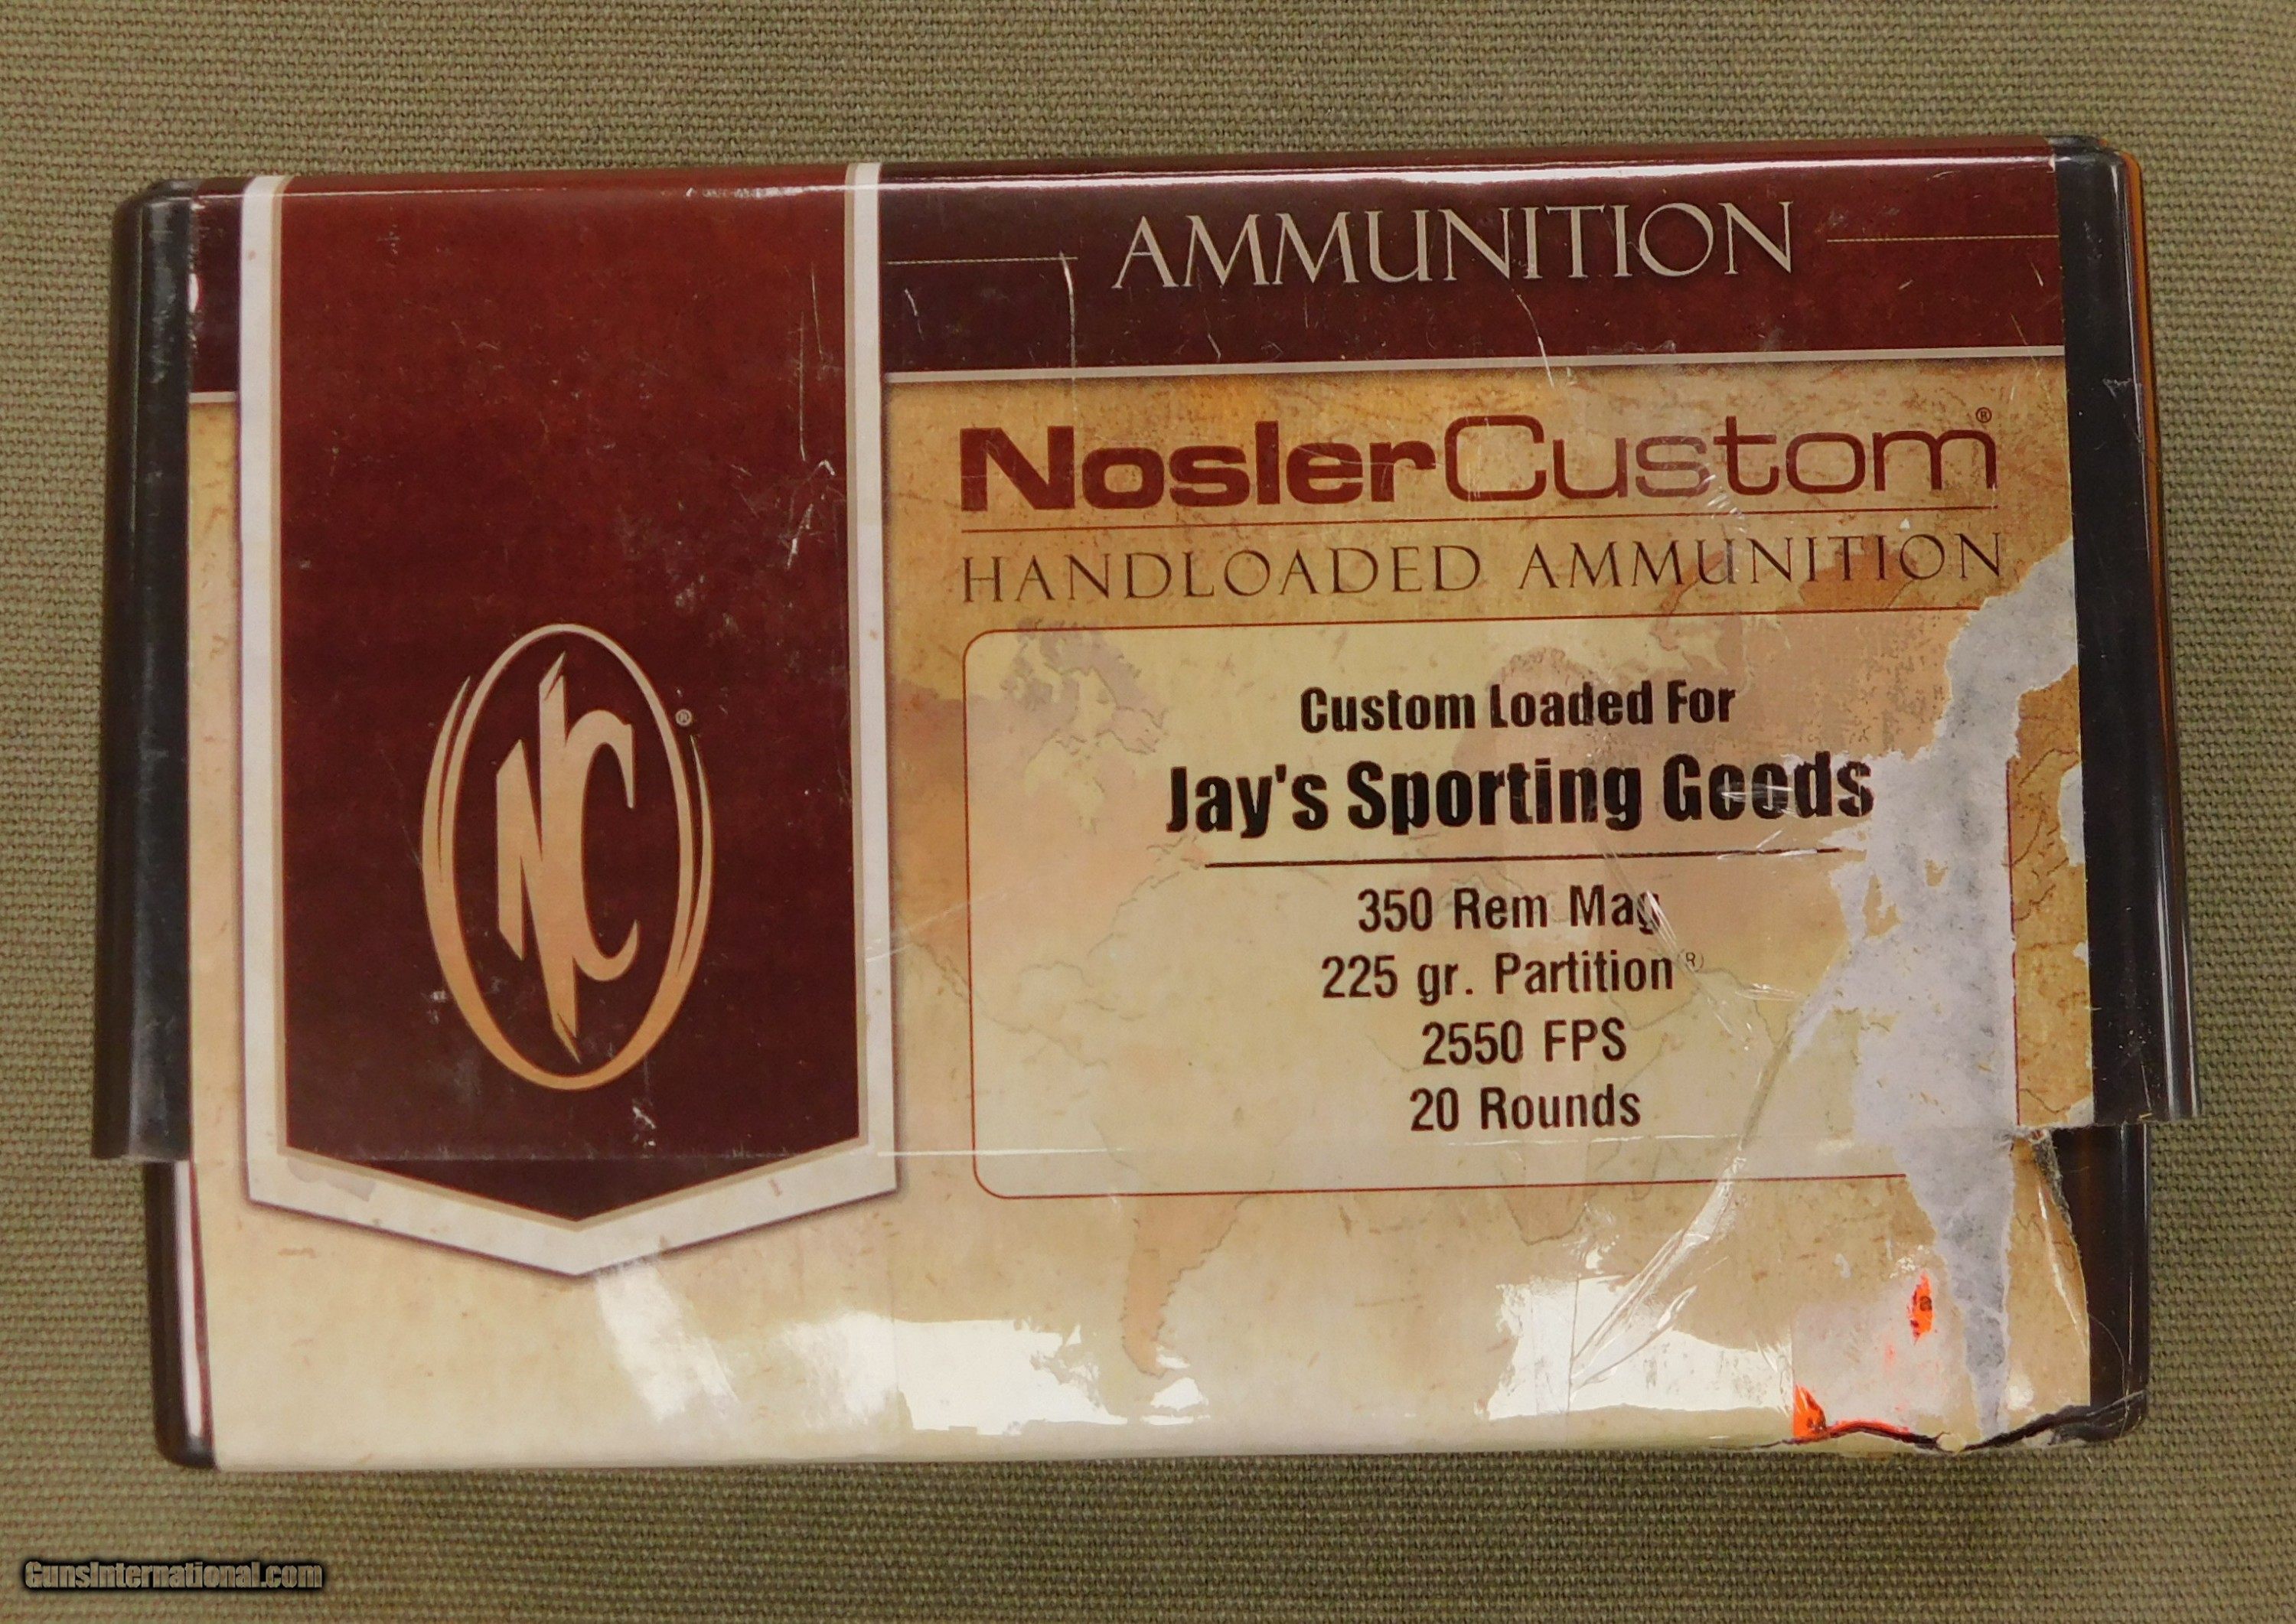 AMMUNITION
NoslerCustom®
HANDLOADED AMMUNITION
NC®
Custom Loaded For
Jay's Sporting Goods
350 Rem Mag
225 gr. Partition®
2550 FPS
20 Rounds
GunsInternational.com